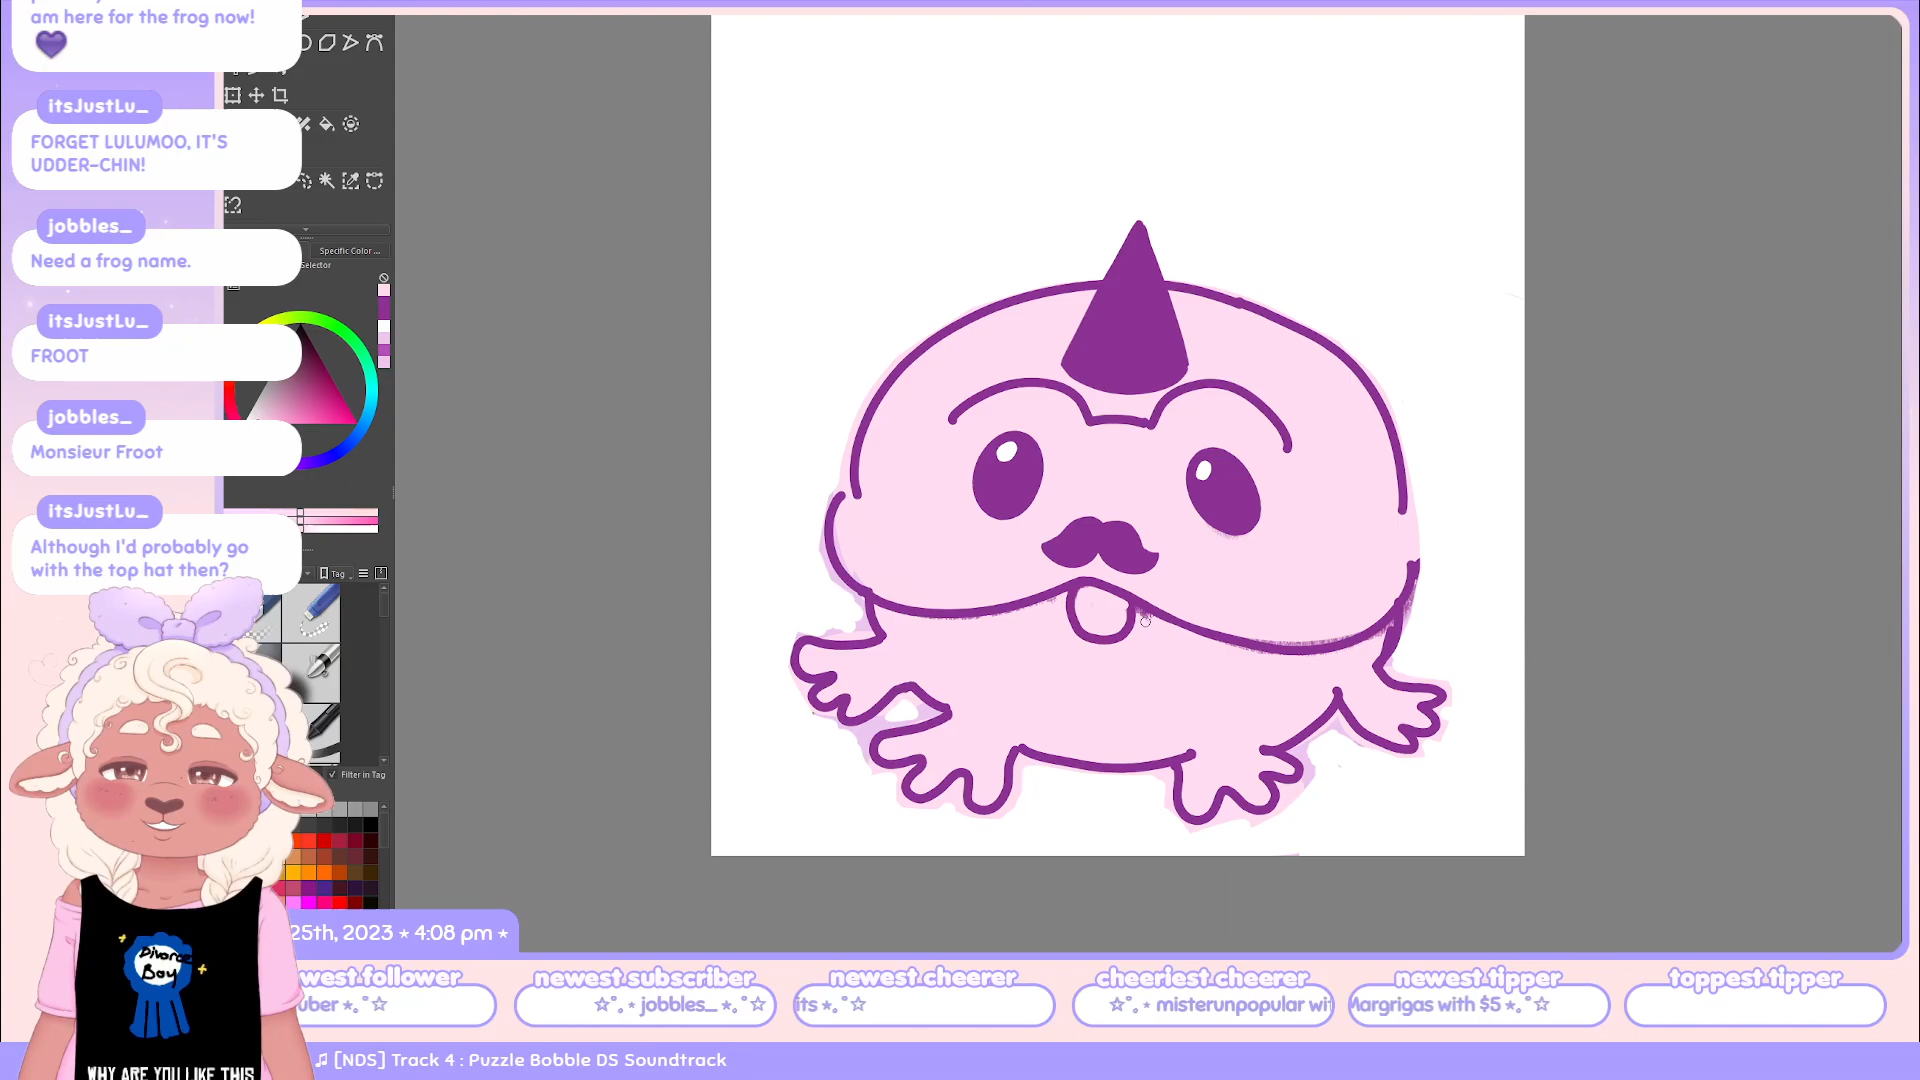 am here for the frog now!
itsJustLu_
FORGET LULUMOO, IT'S
UDDER-CHIN!
jobbles_
Need a frog name.
itsJustLu_
FROOT
jobbles_
Monsieur Froot
itsJustLu_
Although I'd probably go
with the top hat then?
Specific Color ...
Selector
Tag
Filter in Tag
Divorce
Boy
WHY ARE YOU LIKE THIS
25th, 2023 ⋆ 4:08 pm ⋆
west follower
uber ⋆｡˚☆
newest subscriber
☆˚｡⋆ jobbles_ ⋆｡˚☆
newest cheerer
its ⋆｡˚☆
cheeriest cheerer
☆˚｡⋆ misterunpopular wit
newest tipper
Margrigas with $5 ⋆｡˚☆
toppest tipper
♫ [NDS] Track 4 : Puzzle Bobble DS Soundtrack